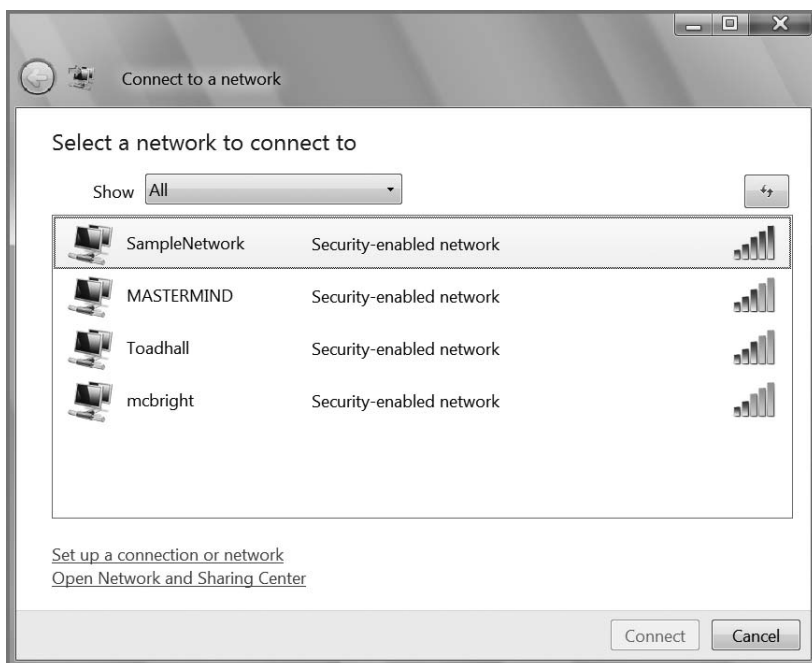 Connect to a network
Select a network to connect to
Show All
SampleNetwork Security-enabled network
MASTERMIND Security-enabled network
Toadhall Security-enabled network
mcbright Security-enabled network
Set up a connection or network
Open Network and Sharing Center
Connect Cancel